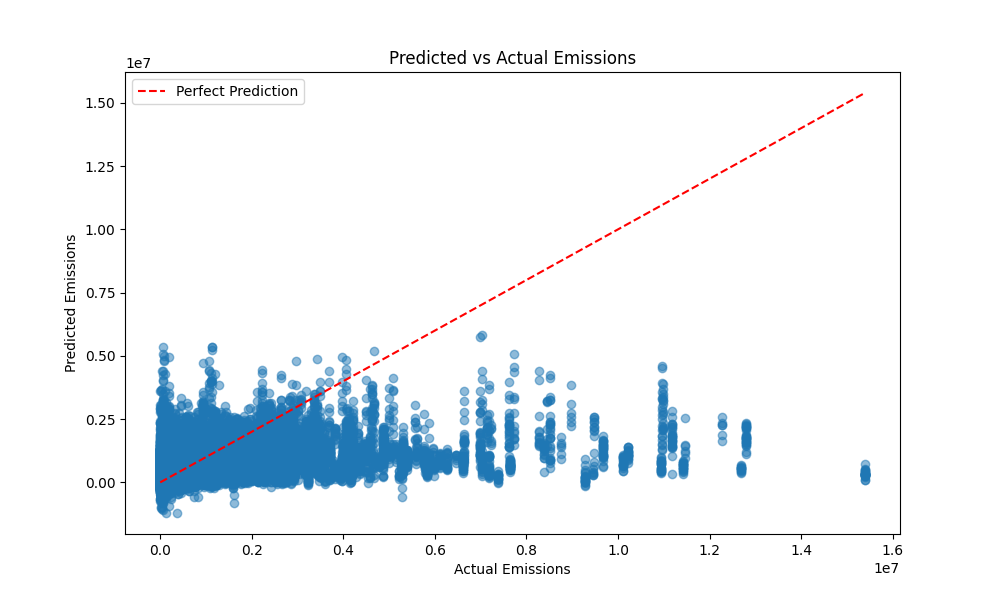 Predicted vs Actual Emissions
1e7
Perfect Prediction
1.50
1.25
1.00
0.75
0.50
0.25
0.00
Predicted Emissions
0.0 0.2 0.4 0.6 0.8 1.0 1.2 1.4 1.6
Actual Emissions
1e7